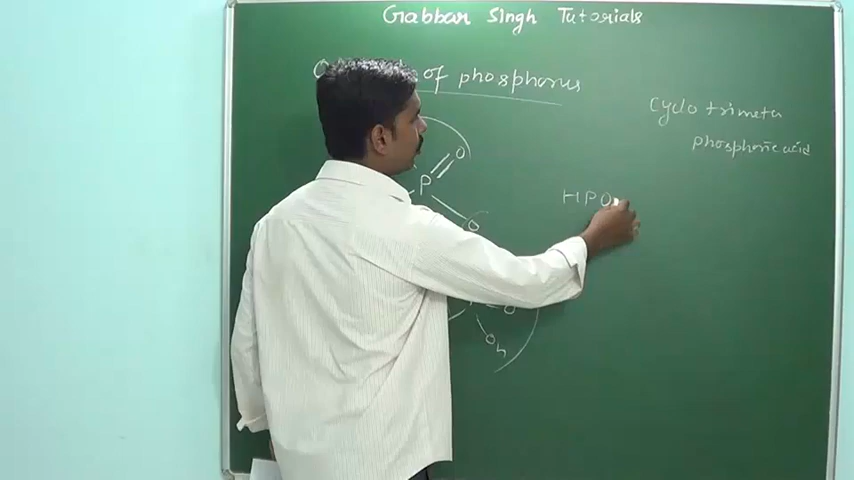 Gabbar Singh Tutorials
of phosphorus
Cyclo trimeta
phosphoric acid
O
P
O
HPO
O
Oh